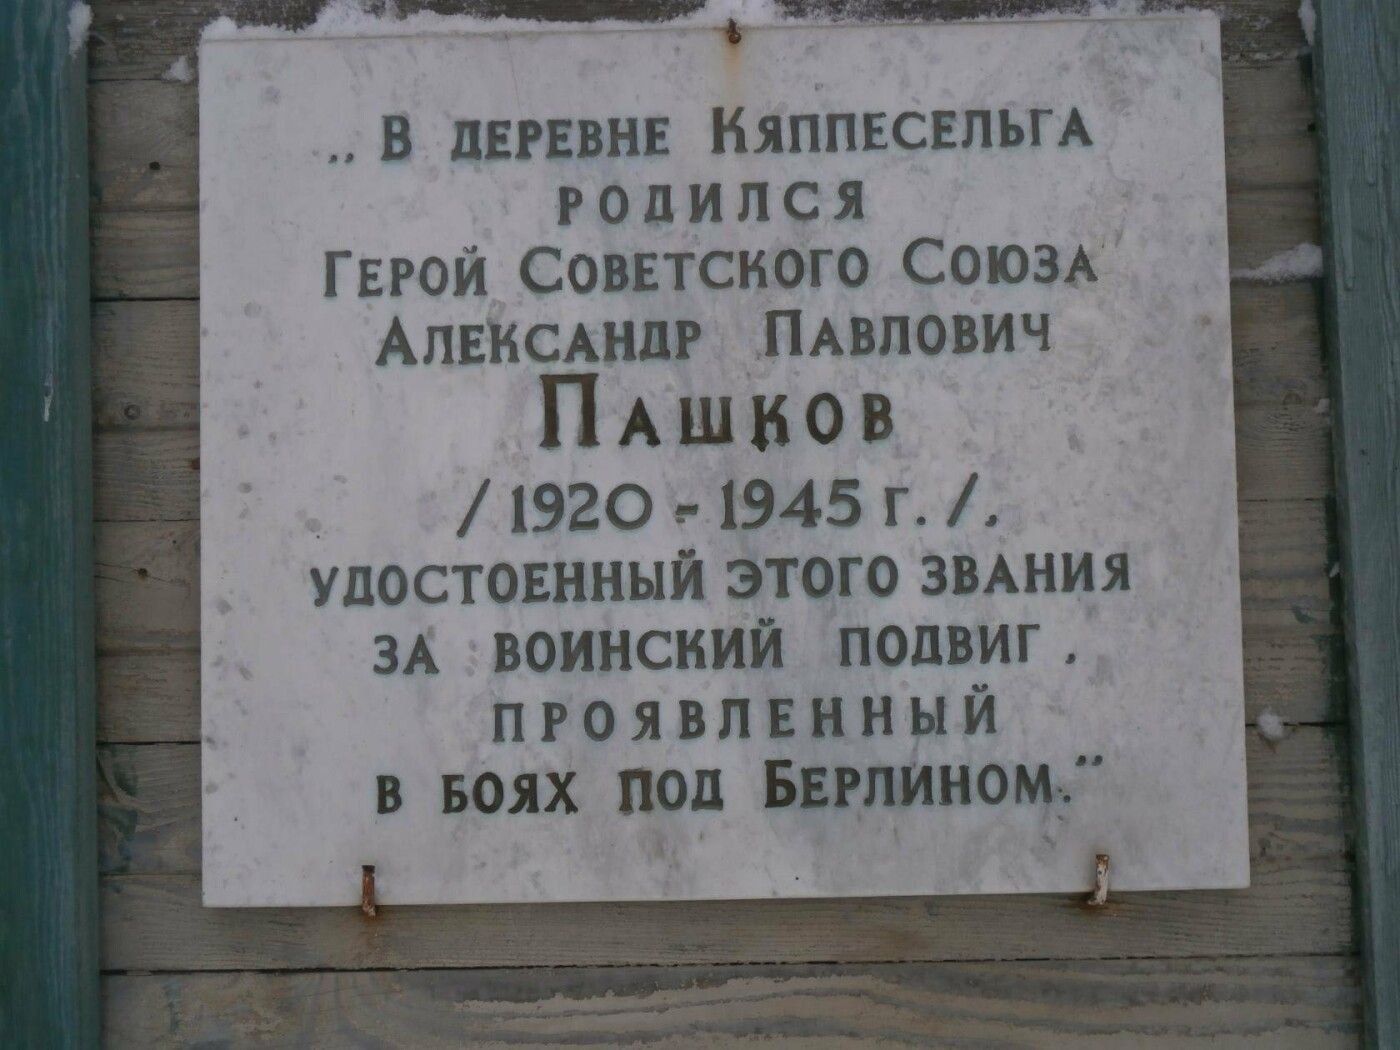 „В деревне Кяппесельга
родился
Герой Советского Союза
Александр Павлович
Пашков
/1920 - 1945 г. /,
удостоенный этого звания
за воинский подвиг,
проявленный
в боях под Берлином.”